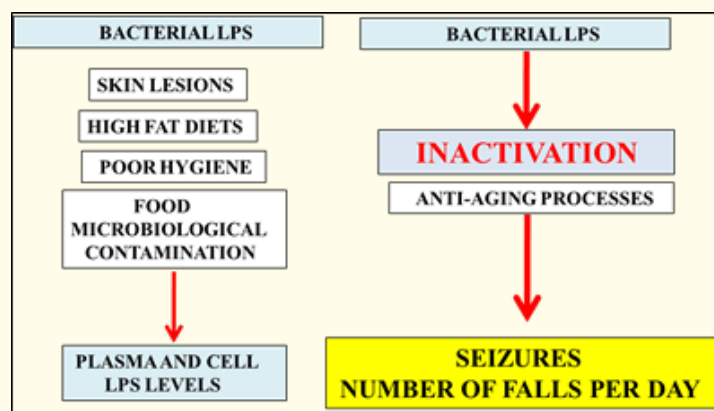 BACTERIAL LPS
SKIN LESIONS
HIGH FAT DIETS
POOR HYGIENE
FOOD
MICROBIOLOGICAL
CONTAMINATION
PLASMA AND CELL
LPS LEVELS
BACTERIAL LPS
INACTIVATION
ANTI-AGING PROCESSES
SEIZURES
NUMBER OF FALLS PER DAY